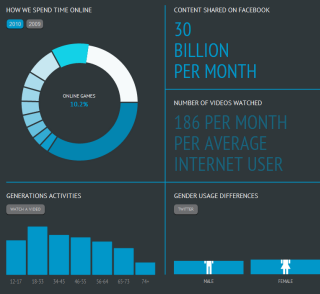 HOW WE SPEND TIME ONLINE
2010 2009
ONLINE GAMES
10.2%
CONTENT SHARED ON FACEBOOK
30
BILLION
PER MONTH
NUMBER OF VIDEOS WATCHED
186 PER MONTH
PER AVERAGE
INTERNET USER
GENERATIONS ACTIVITIES
WATCH A VIDEO
12-17 18-33 34-45 46-55 56-64 65-73 74+
GENDER USAGE DIFFERENCES
TWITTER
MALE FEMALE